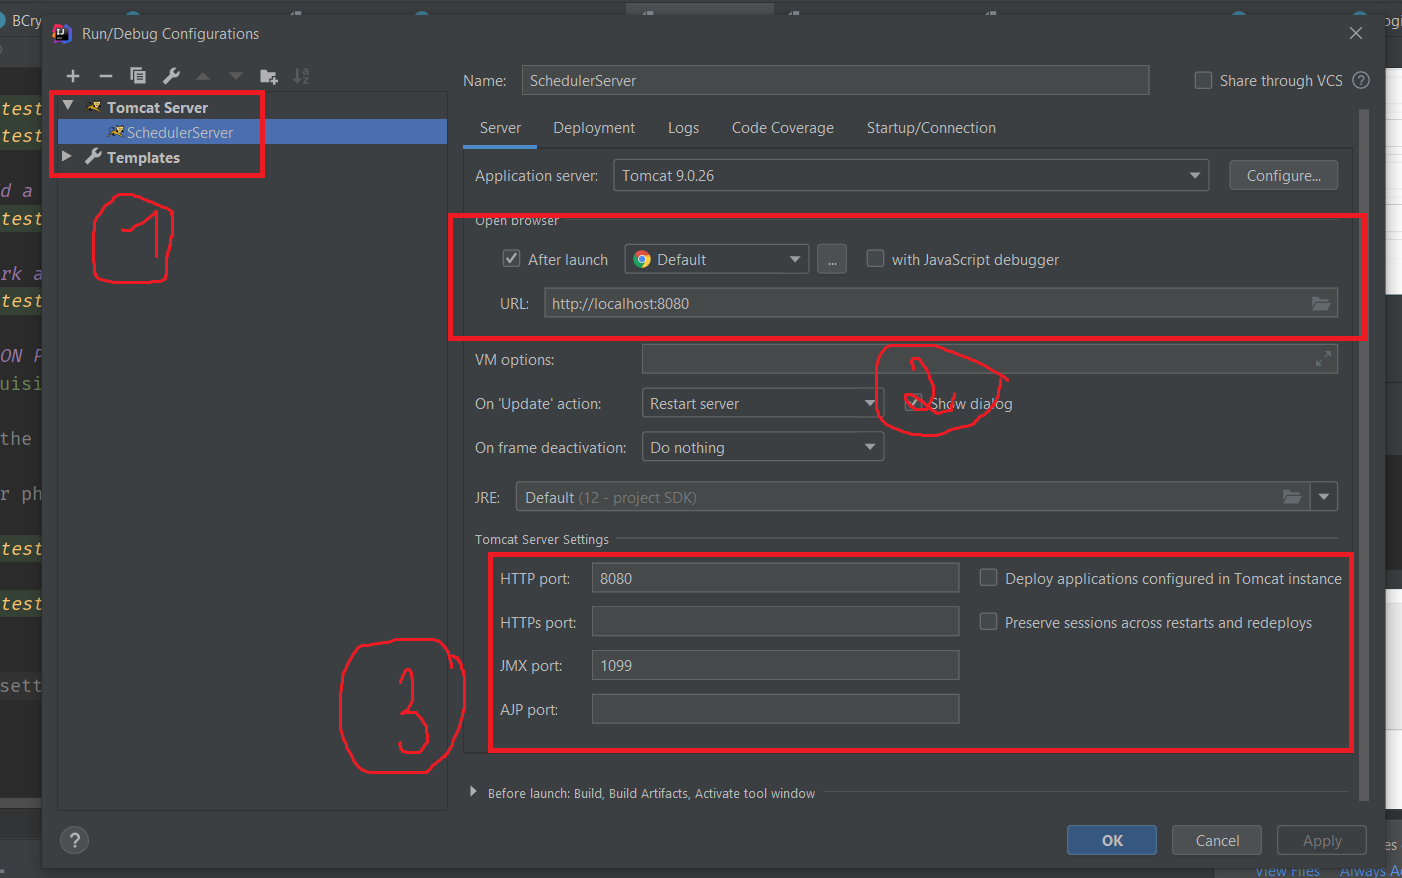 BCry
Run/Debug Configurations
Name: SchedulerServer
Share through VCS ?
Tomcat Server
SchedulerServer
Templates
Server Deployment Logs Code Coverage Startup/Connection
Application server: Tomcat 9.0.26 Configure...
Open browser
After launch Default ... with JavaScript debugger
URL: http://localhost:8080
VM options:
On 'Update' action: Restart server Show dialog
On frame deactivation: Do nothing
JRE: Default (12 - project SDK)
Tomcat Server Settings
HTTP port: 8080 Deploy applications configured in Tomcat instance
HTTPs port: Preserve sessions across restarts and redeploys
JMX port: 1099
AJP port:
Before launch: Build, Build Artifacts, Activate tool window
? OK Cancel Apply
1
2
3
test
test
d a
test
rk a
test
ON P
uisi
the
r ph
test
test
sett
ogi
es
View Files Always A